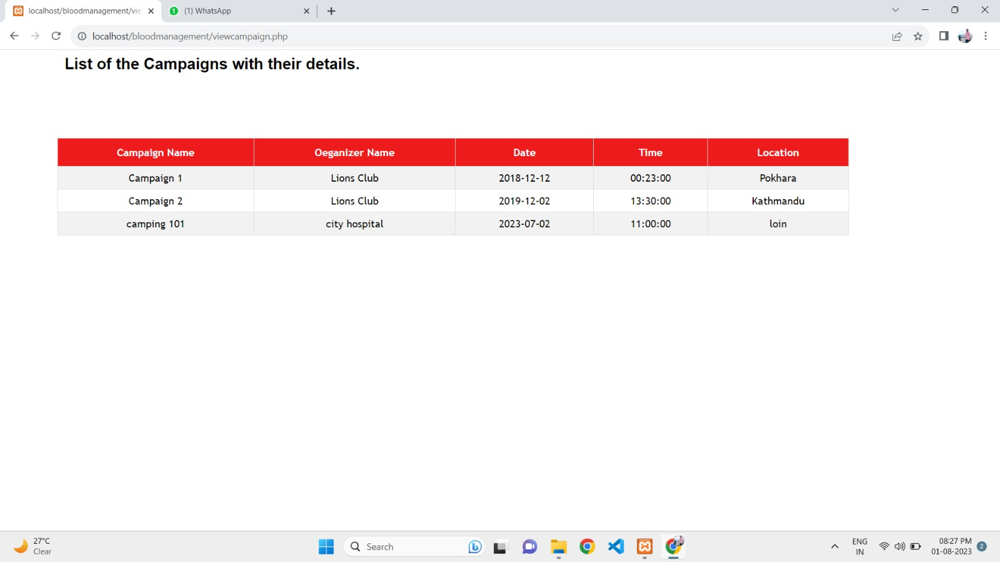 localhost/bloodmanagement/vie
(1) WhatsApp
localhost/bloodmanagement/viewcampaign.php
List of the Campaigns with their details.
Campaign Name Oeganizer Name Date Time Location
Campaign 1 Lions Club 2018-12-12 00:23:00 Pokhara
Campaign 2 Lions Club 2019-12-02 13:30:00 Kathmandu
camping 101 city hospital 2023-07-02 11:00:00 loin
27°C
Clear
Search
ENG
IN
08:27 PM
01-08-2023
2